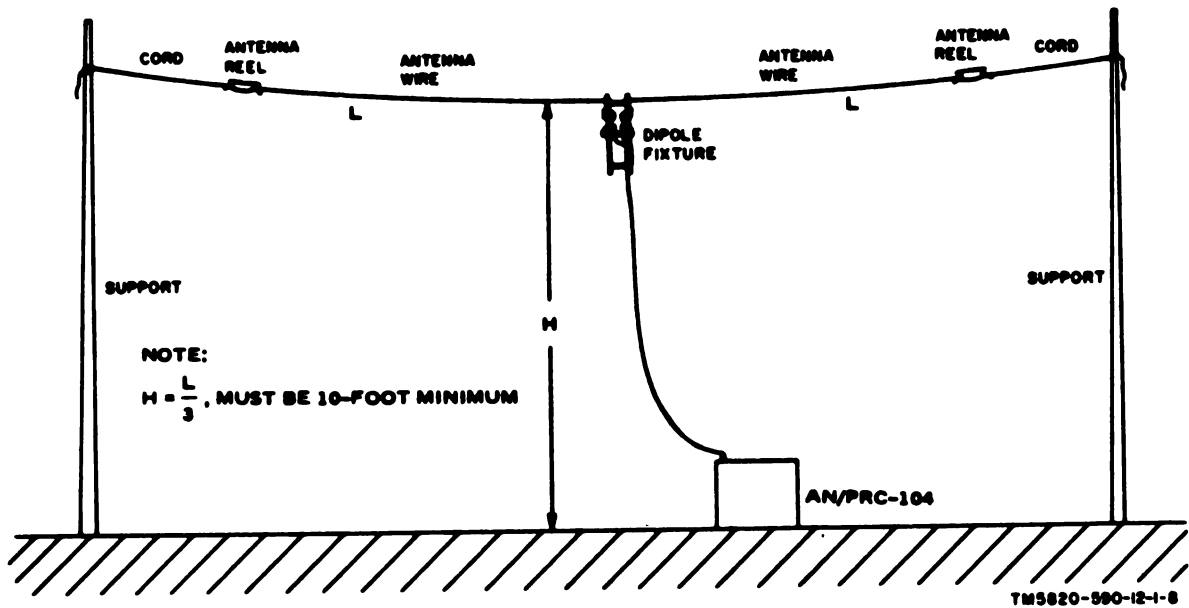 CORD
ANTENNA
REEL
ANTENNA
WIRE
L
ANTENNA
WIRE
L
ANTENNA
REEL
CORD
DIPOLE
FIXTURE
SUPPORT
SUPPORT
H
NOTE:
H = L/3, MUST BE 10-FOOT MINIMUM
AN/PRC-104
TM5820-590-12-1-8